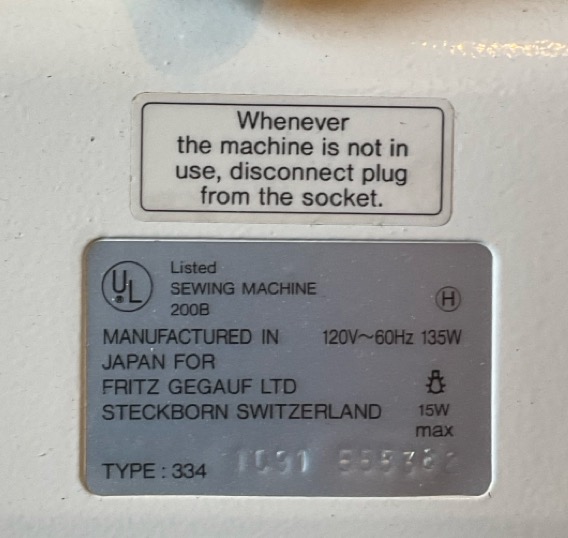 Whenever
the machine is not in
use, disconnect plug
from the socket.
UL
®
Listed
SEWING MACHINE
200B
H
MANUFACTURED IN 120V~60Hz 135W
JAPAN FOR
FRITZ GEGAUF LTD
STECKBORN SWITZERLAND 15W
max
TYPE : 334